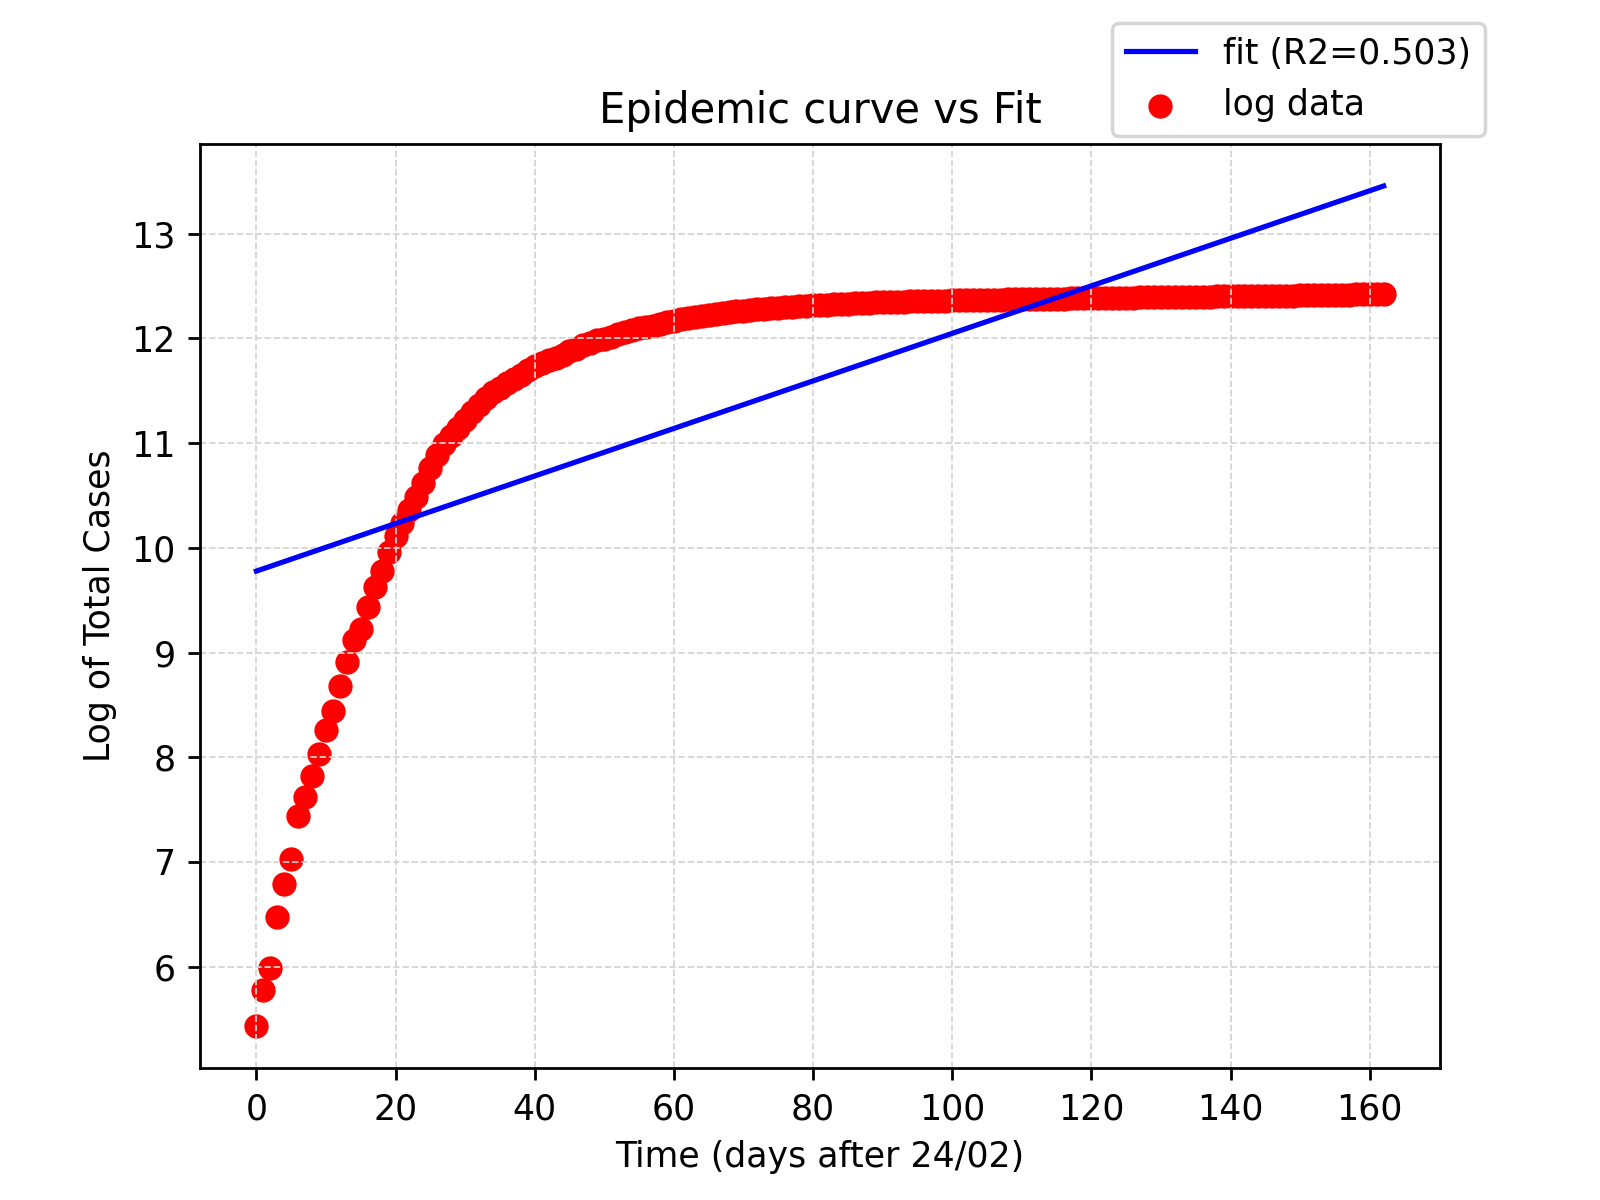 fit (R2=0.503)
log data
Epidemic curve vs Fit
13
12
11
10
9
8
7
6
Log of Total Cases
0 20 40 60 80 100 120 140 160
Time (days after 24/02)